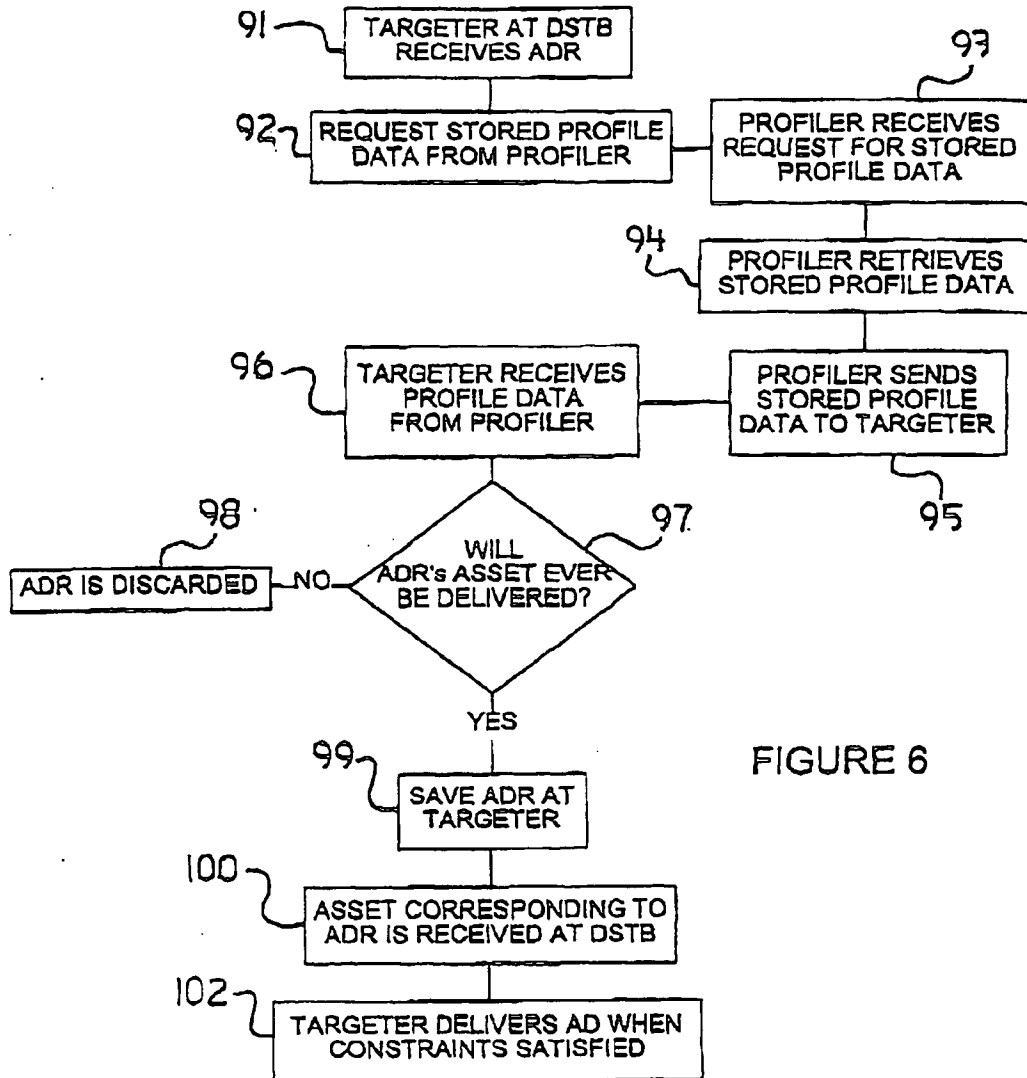 91
TARGETER AT DSTB
RECEIVES ADR
92
REQUEST STORED PROFILE
DATA FROM PROFILER
93
PROFILER RECEIVES
REQUEST FOR STORED
PROFILE DATA
94
PROFILER RETRIEVES
STORED PROFILE DATA
95
PROFILER SENDS
STORED PROFILE
DATA TO TARGETER
96
TARGETER RECEIVES
PROFILE DATA
FROM PROFILER
97
WILL
ADR's ASSET EVER
BE DELIVERED?
98
ADR IS DISCARDED
NO
YES
99
SAVE ADR AT
TARGETER
FIGURE 6
100
ASSET CORRESPONDING TO
ADR IS RECEIVED AT DSTB
102
TARGETER DELIVERS AD WHEN
CONSTRAINTS SATISFIED